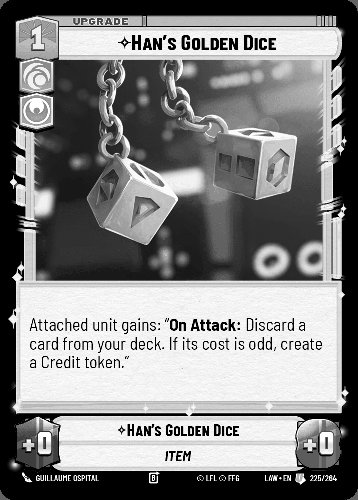 UPGRADE
1
✧HAN'S GOLDEN DICE
Attached unit gains: "On Attack: Discard a
card from your deck. If its cost is odd, create
a Credit token."
+0
✧HAN'S GOLDEN DICE
+0
ITEM
GUILLAUME OSPITAL
© LFL © FFG
LAW • EN
225/264